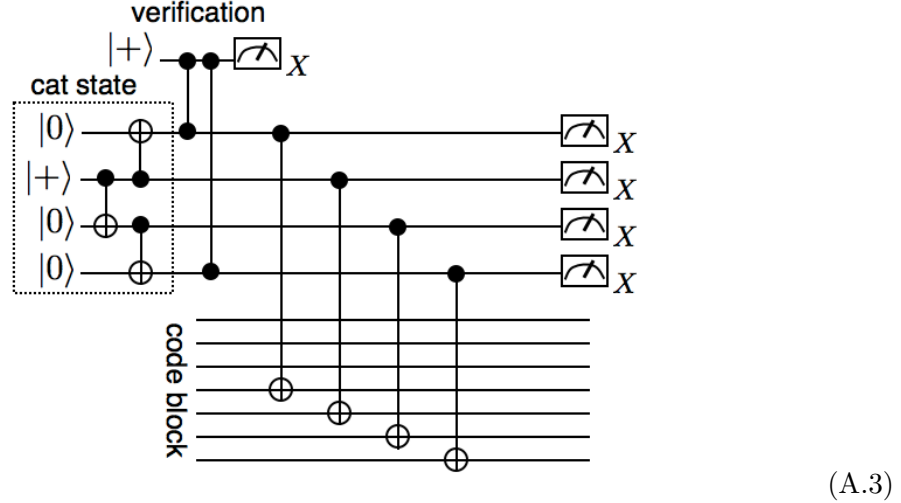 verification
|+⟩ X
cat state
|0⟩ X
|+⟩ X
|0⟩ X
|0⟩ X
code block
(A.3)